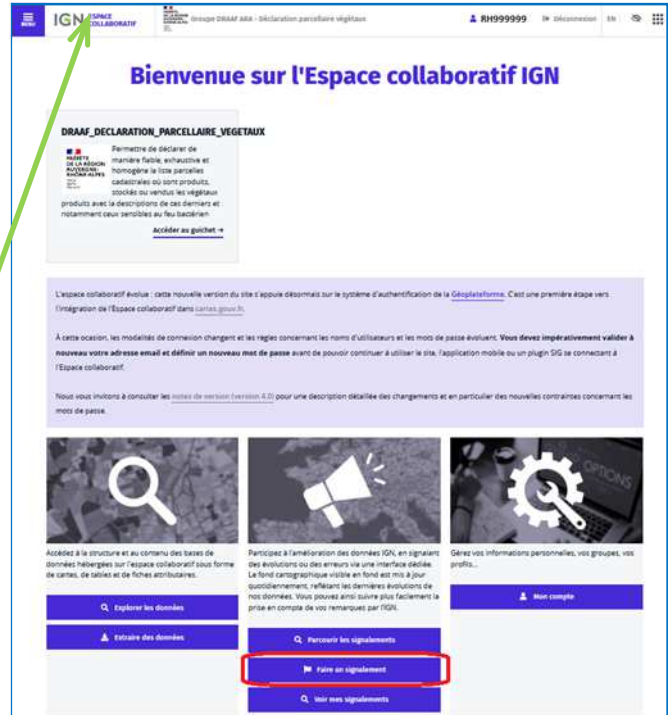 MENU
IGN ESPACE COLLABORATIF
Groupe DRAAF ARA - Déclaration parcellaire végétaux
RH999999
Déconnexion
EN
Bienvenue sur l'Espace collaboratif IGN
DRAAF_DECLARATION_PARCELLAIRE_VEGETAUX
PRÉFÈTE
DE LA RÉGION
AUVERGNE-
RHÔNE-ALPES
Permettre de déclarer de
manière fiable, exhaustive et
homogène la liste parcelles
cadastrales où sont produits,
stockés ou vendus les végétaux
produits avec la descriptions de ces derniers et
notamment ceux sensibles au feu bactérien
Accéder au guichet →
L'espace collaboratif évolue : cette nouvelle version du site s'appuie désormais sur le système d'authentification de la Géoplateforme. C'est une première étape vers
l'intégration de l'Espace collaboratif dans cartes.gouv.fr.
À cette ocasion, les modalités de connexion changent et les règles concernant les noms d'utilisateurs et les mots de passe évoluent. Vous devez impérativement valider à
nouveau votre adresse email et définir un nouveau mot de passe avant de pouvoir continuer à utiliser le site, l'application mobile ou un plugin SIG se connectant à
l'Espace collaboratif.
Nous vous invitons à consulter les notes de version (version 4.0) pour une description détaillée des changements et en particulier des nouvelles contraintes concernant les
mots de passe.
OPTIONS
Accédez à la structure et au contenu des bases de
données hébergées sur l'espace collaboratif sous forme
de cartes, de tables et de fiches attributaires.
Explorer les données
Extraire des données
Participez à l'amélioration des données IGN, en signalant
des évolutions ou des erreurs via une interface dédiée.
Le fond cartographique visible en fond est mis à jour
quotidiennement, reflétant les dernières évolutions de
nos données. Vous pouvez ainsi suivre plus facilement la
prise en compte de vos remarques par l'IGN.
Parcourir les signalements
Faire un signalement
Voir mes signalements
Gérez vos informations personnelles, vos groupes, vos
profils...
Mon compte